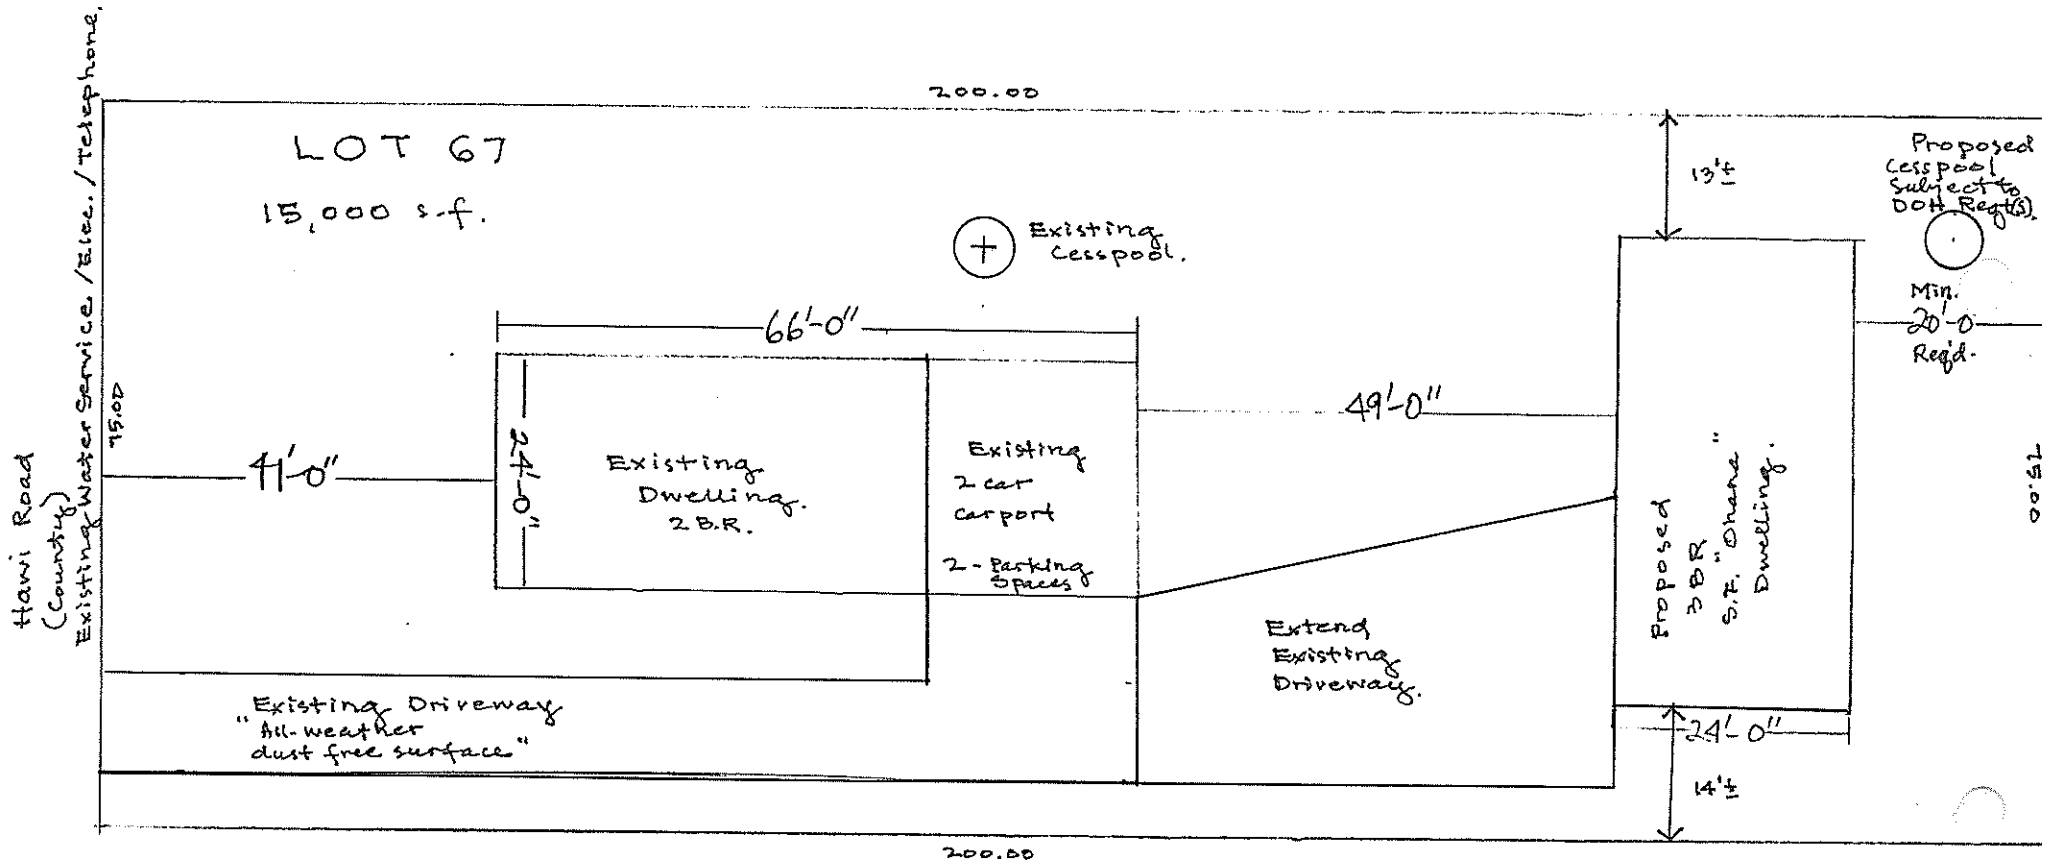 200.00
LOT 67
15,000 s.f.
Existing
Cesspool.
13'±
Proposed
Cesspool
Subject to
DOH Reqt(s).
Min.
20'-0
Req'd.
66'-0"
49'-0"
75.00
41'-0"
24'-0"
Existing
Dwelling.
2 B.R.
Existing
2 car
carport
2-Parking
Spaces
Proposed
3 BR
S.F. "Ohana"
Dwelling.
75.00
Hawi Road
(County)
Existing Water Service/Elec./Telephone.
Extend
Existing
Driveway.
Existing Driveway
"All-weather
dust free surface"
24'-0"
14'±
200.00